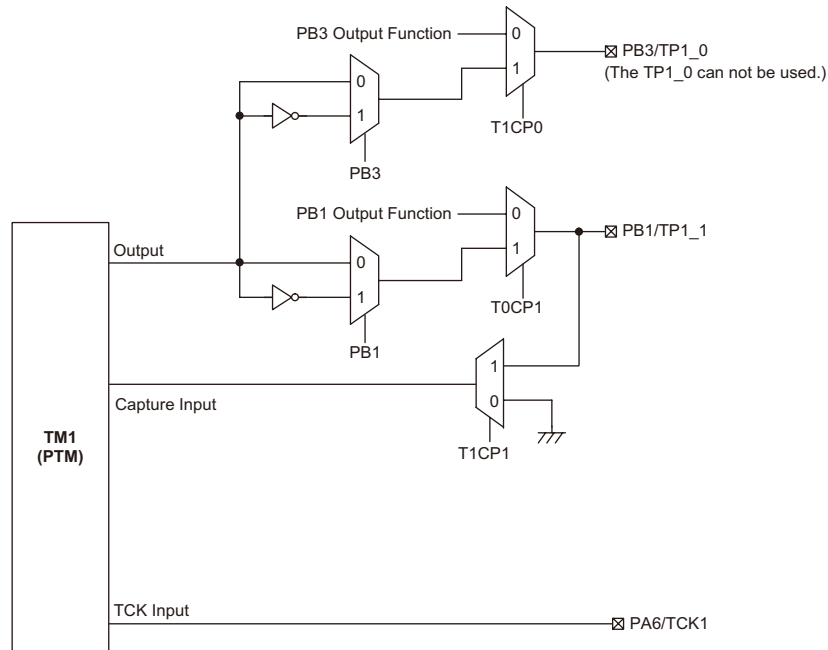 PB3 Output Function
0
1
PB3/TP1_0
(The TP1_0 can not be used.)
0
1
T1CP0
PB3
PB1 Output Function
0
1
PB1/TP1_1
Output
0
1
T0CP1
PB1
1
0
Capture Input
T1CP1
TM1
(PTM)
TCK Input
PA6/TCK1